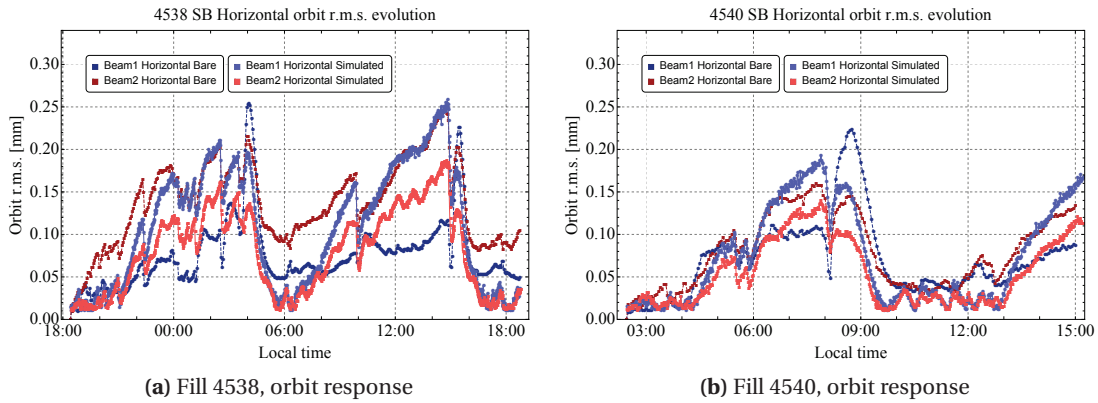 4538 SB Horizontal orbit r.m.s. evolution
Beam1 Horizontal Bare
Beam2 Horizontal Bare
Beam1 Horizontal Simulated
Beam2 Horizontal Simulated
Orbit r.m.s. [mm]
0.30
0.25
0.20
0.15
0.10
0.05
0.00
18:00 00:00 06:00 12:00 18:00
Local time
(a) Fill 4538, orbit response
4540 SB Horizontal orbit r.m.s. evolution
Beam1 Horizontal Bare
Beam2 Horizontal Bare
Beam1 Horizontal Simulated
Beam2 Horizontal Simulated
Orbit r.m.s. [mm]
0.30
0.25
0.20
0.15
0.10
0.05
0.00
03:00 06:00 09:00 12:00 15:00
Local time
(b) Fill 4540, orbit response